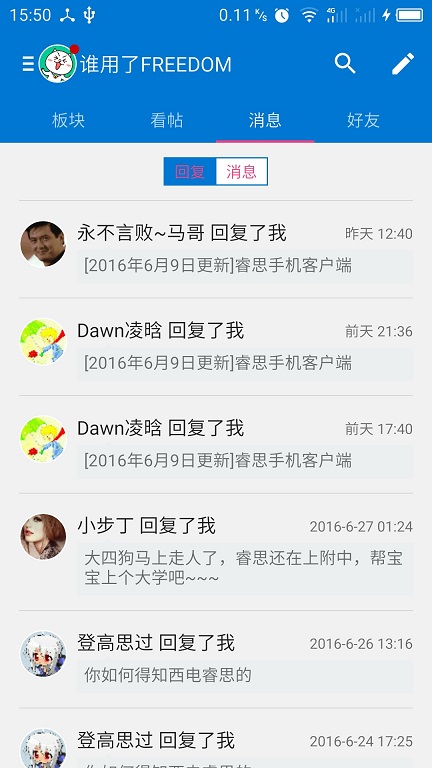 15:50 0.11 K/s 4G
谁用了FREEDOM
板块 看帖 消息 好友
回复 消息
永不言败~马哥 回复了我 昨天 12:40
[2016年6月9日更新]睿思手机客户端
Dawn凌晗 回复了我 前天 21:36
[2016年6月9日更新]睿思手机客户端
Dawn凌晗 回复了我 前天 17:40
[2016年6月9日更新]睿思手机客户端
小步丁 回复了我 2016-6-27 01:24
大四狗马上走人了，睿思还在上附中，帮宝
宝上个大学吧~~~
登高思过 回复了我 2016-6-26 13:16
你如何得知西电睿思的
登高思过 回复了我 2016-6-24 17:25
你如何得知西电睿思的